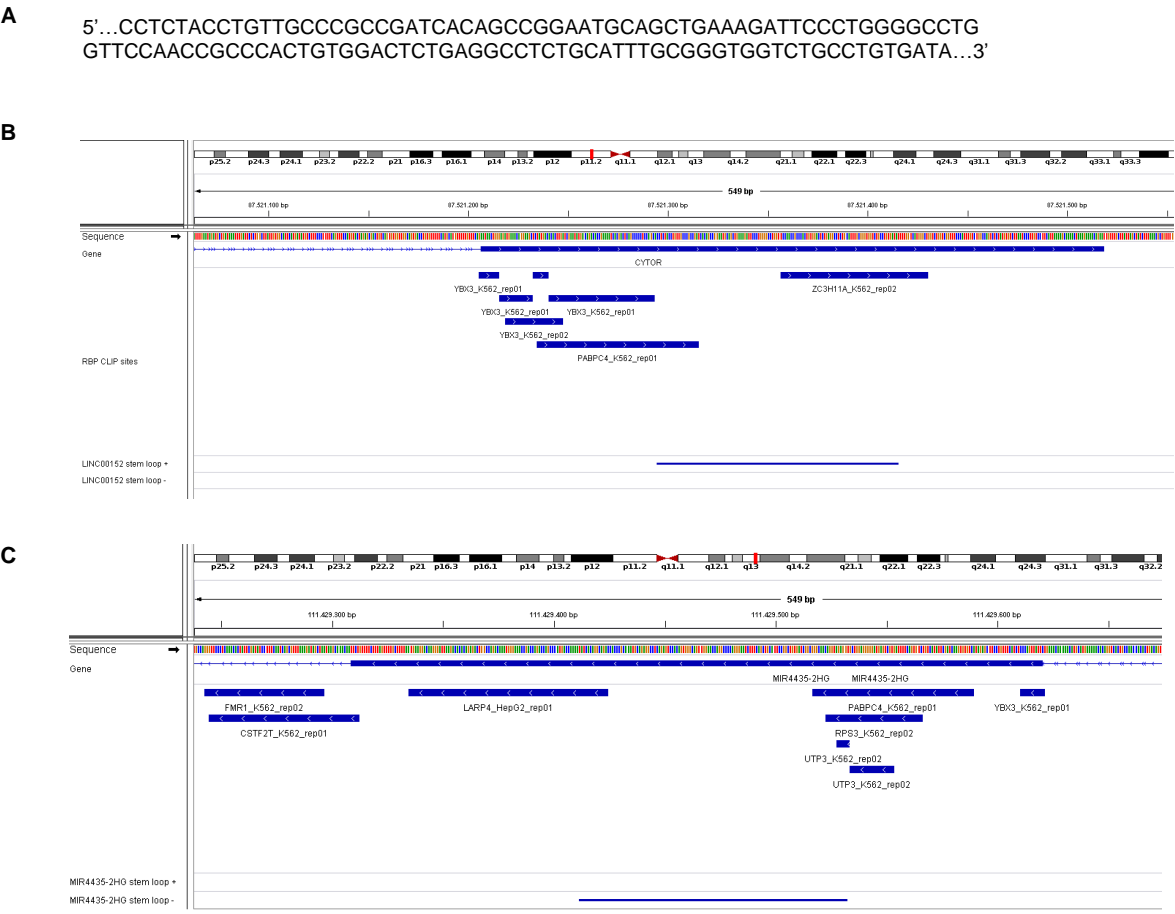 A
5’…CCTCTACCTGTTGCCCGCCGATCACAGCCGGAATGCAGCTGAAAGATTCCCTGGGGCCTG
GTTCCAACCGCCCACTGTGGACTCTGAGGCCTCTGCATTTGCGGGTGGTCTGCCTGTGATA…3’
B
p25.2 p24.3 p24.1 p23.2 p22.2 p21 p16.3 p16.1 p14 p13.2 p12 p11.2 q11.1 q12.1 q13 q14.2 q21.1 q22.1 q22.3 q24.1 q24.3 q31.1 q31.3 q32.2 q33.1 q33.3
549 bp
87.521.100 bp 87.521.200 bp 87.521.300 bp 87.521.400 bp 87.521.500 bp
Sequence
Gene
CYTOR
YBX3_K562_rep01 ZC3H11A_K562_rep02
YBX3_K562_rep01 YBX3_K562_rep01
YBX3_K562_rep02
RBP CLIP sites PABPC4_K562_rep01
LINC00152 stem loop +
LINC00152 stem loop -
C
p25.2 p24.3 p24.1 p23.2 p22.2 p21 p16.3 p16.1 p14 p13.2 p12 p11.2 q11.1 q12.1 q13 q14.2 q21.1 q22.1 q22.3 q24.1 q24.3 q31.1 q31.3 q32.2
549 bp
111.429.300 bp 111.429.400 bp 111.429.500 bp 111.429.600 bp
Sequence
Gene
MIR4435-2HG MIR4435-2HG
FMR1_K562_rep02 LARP4_HepG2_rep01 PABPC4_K562_rep01 YBX3_K562_rep01
CSTF2T_K562_rep01 RPS3_K562_rep02
UTP3_K562_rep02
UTP3_K562_rep02
MIR4435-2HG stem loop +
MIR4435-2HG stem loop -